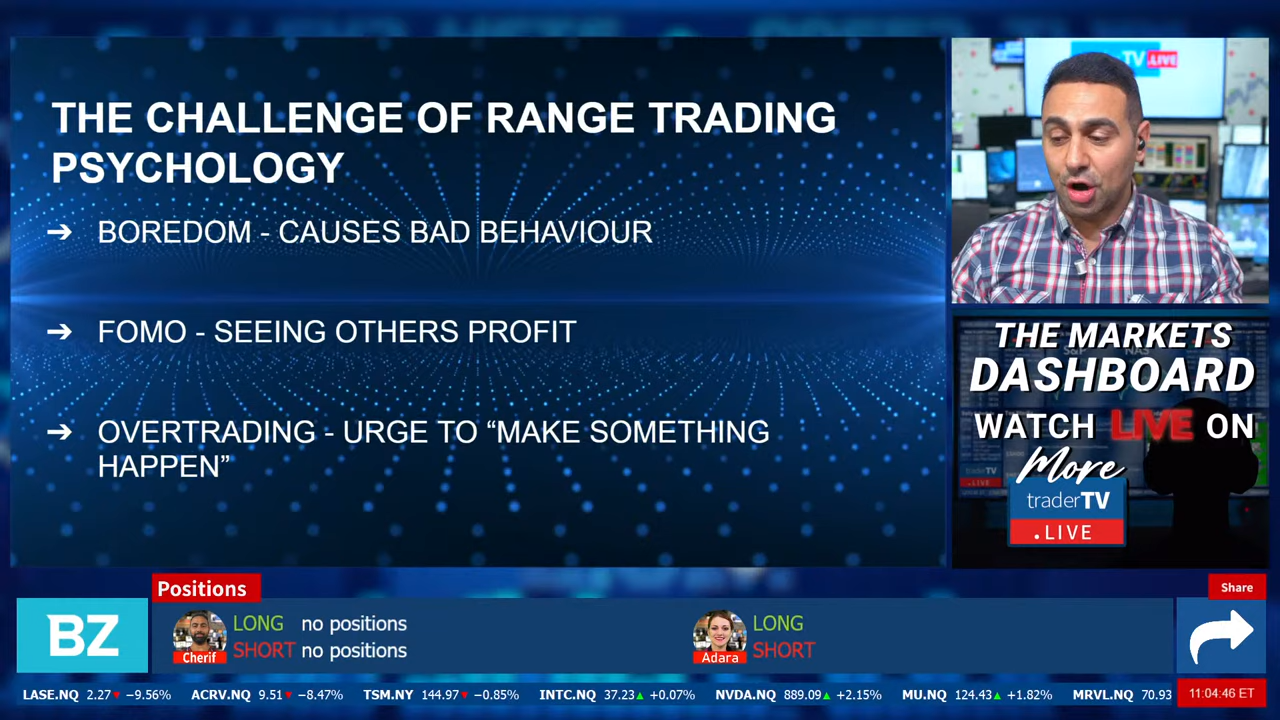 THE CHALLENGE OF RANGE TRADING
PSYCHOLOGY
➔ BOREDOM - CAUSES BAD BEHAVIOUR
➔ FOMO - SEEING OTHERS PROFIT
➔ OVERTRADING - URGE TO “MAKE SOMETHING
HAPPEN”
TV.LIVE
THE MARKETS
DASHBOARD
WATCH LIVE ON
More
traderTV
.LIVE
Positions
Share
BZ
LONG no positions
SHORT no positions
Cherif
LONG
SHORT
Adara
LASE.NQ 2.27▼ -9.56% ACRV.NQ 9.51▼ -8.47% TSM.NY 144.97▼ -0.85% INTC.NQ 37.23▲ +0.07% NVDA.NQ 889.09▲ +2.15% MU.NQ 124.43▲ +1.82% MRVL.NQ 70.93
11:04:46 ET